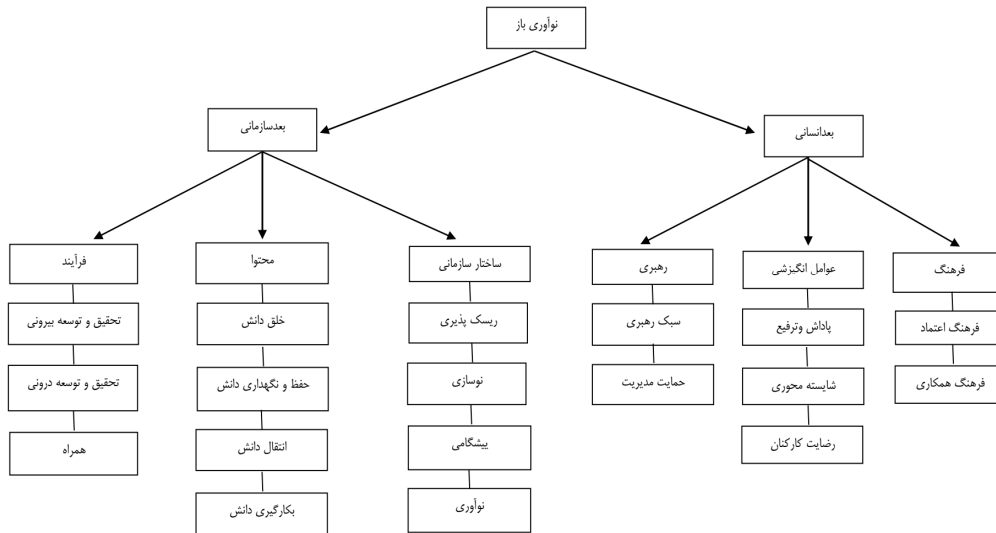 نوآوری باز
بعدانسانی
بعدسازمانی
فرهنگ
عوامل انگیزشی
رهبری
ساختار سازمانی
محتوا
فرآیند
فرهنگ اعتماد
پاداش وترفیع
سبک رهبری
ریسک پذیری
خلق دانش
تحقیق و توسعه بیرونی
فرهنگ همکاری
شایسته محوری
حمایت مدیریت
نوسازی
حفظ و نگهداری دانش
تحقیق و توسعه درونی
رضایت کارکنان
پیشگامی
انتقال دانش
همراه
نوآوری
بکارگیری دانش